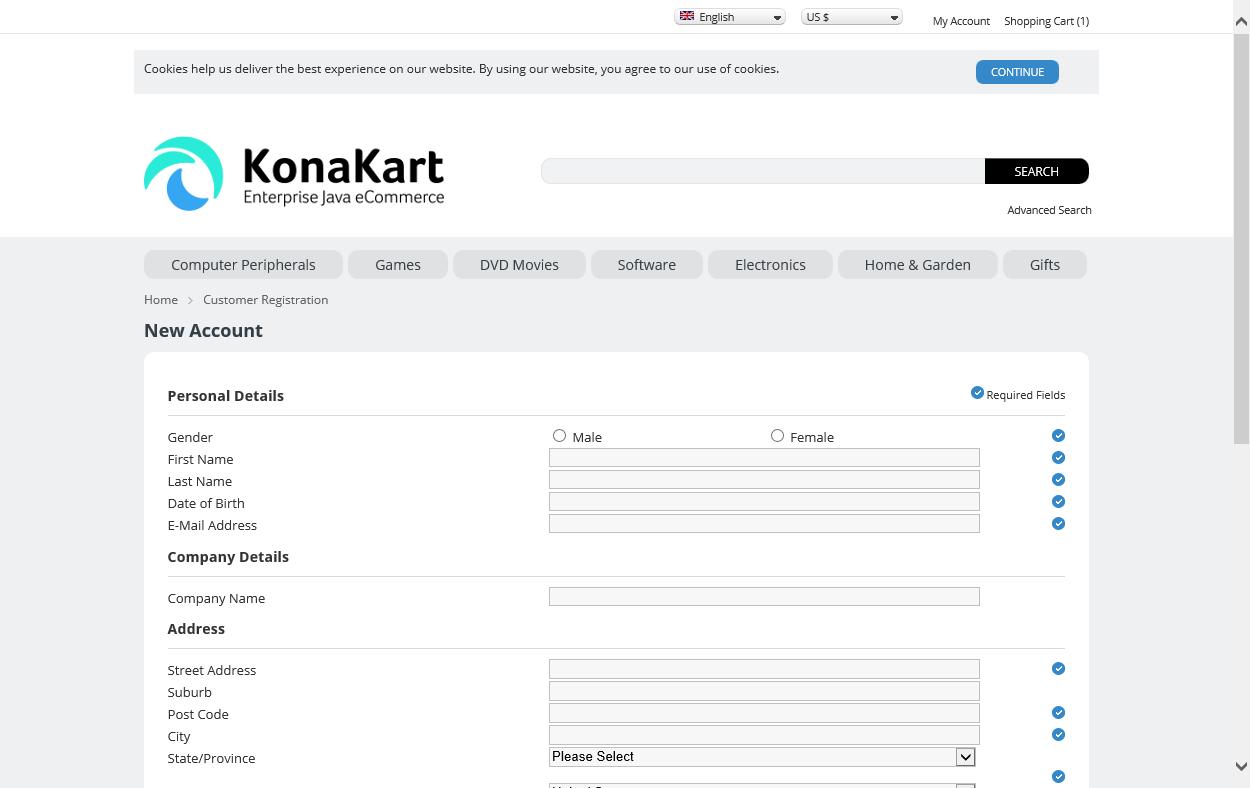 English
US $
My Account
Shopping Cart (1)
Cookies help us deliver the best experience on our website. By using our website, you agree to our use of cookies.
CONTINUE
KonaKart
Enterprise Java eCommerce
SEARCH
Advanced Search
Computer Peripherals
Games
DVD Movies
Software
Electronics
Home & Garden
Gifts
Home
Customer Registration
New Account
Personal Details
Required Fields
Gender
Male
Female
First Name
Last Name
Date of Birth
E-Mail Address
Company Details
Company Name
Address
Street Address
Suburb
Post Code
City
State/Province
Please Select